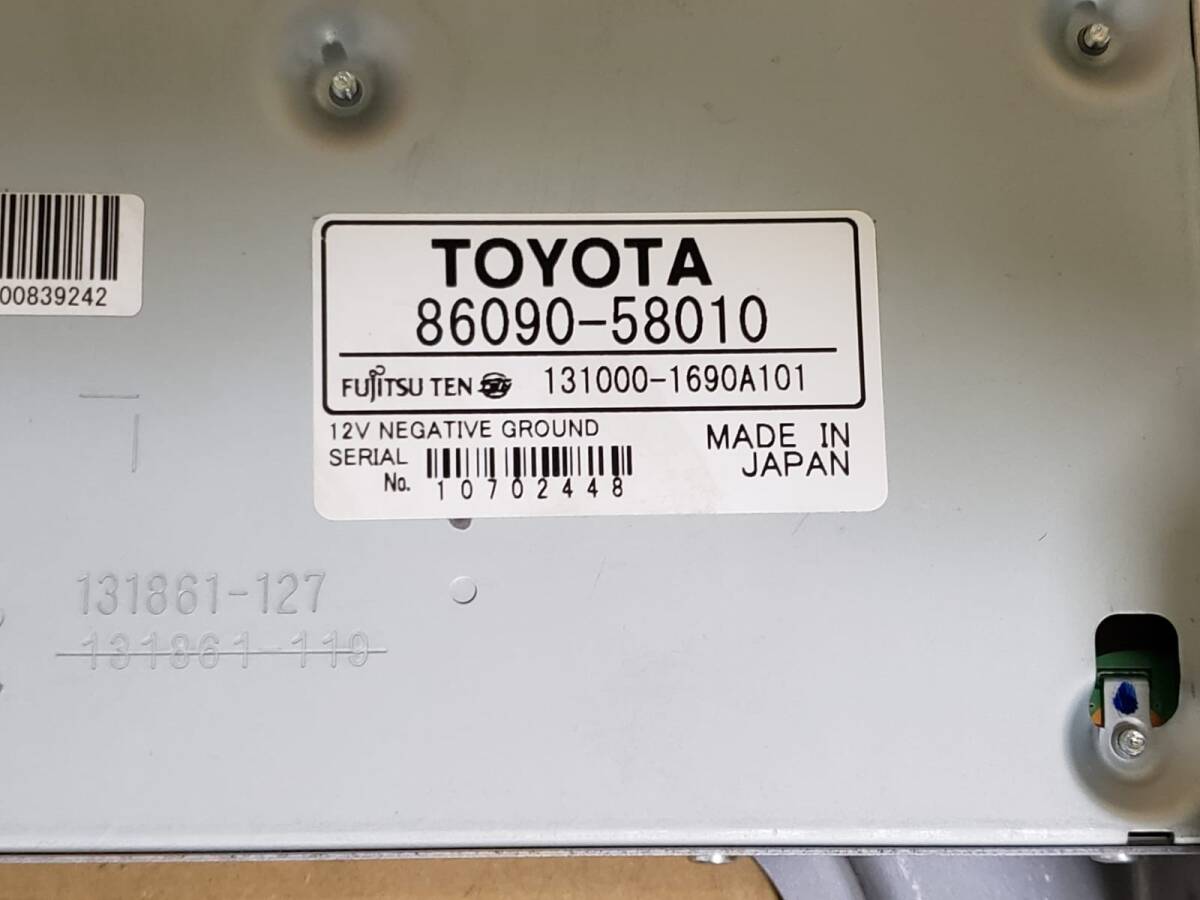 00839242
TOYOTA
86090-58010
FUJITSU TEN 131000-1690A101
12V NEGATIVE GROUND
SERIAL No. 10702448
MADE IN JAPAN
131861-127
131861-119